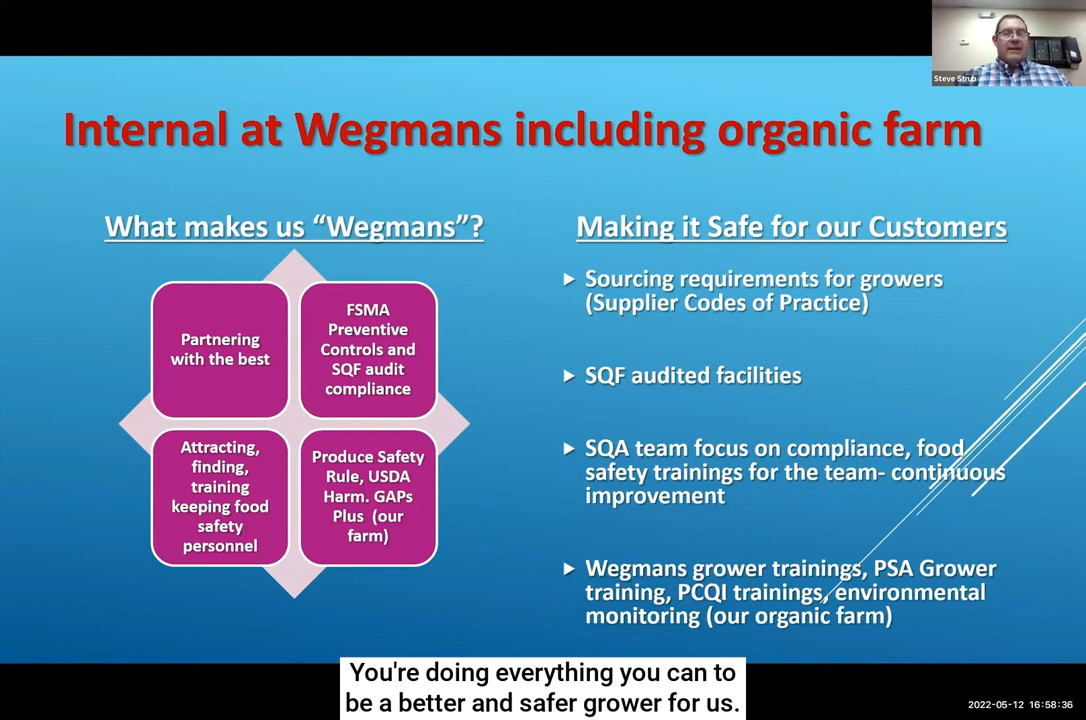 Steve Strub
Internal at Wegmans including organic farm
What makes us “Wegmans”?
Partnering
with the best
FSMA
Preventive
Controls and
SQF audit
compliance
Attracting,
finding,
training
keeping food
safety
personnel
Produce Safety
Rule, USDA
Harm. GAPs
Plus (our
farm)
Making it Safe for our Customers
Sourcing requirements for growers
(Supplier Codes of Practice)
SQF audited facilities
SQA team focus on compliance, food
safety trainings for the team- continuous
improvement
Wegmans grower trainings, PSA Grower
training, PCQI trainings, environmental
monitoring (our organic farm)
You're doing everything you can to
be a better and safer grower for us.
2022-05-12 16:58:36